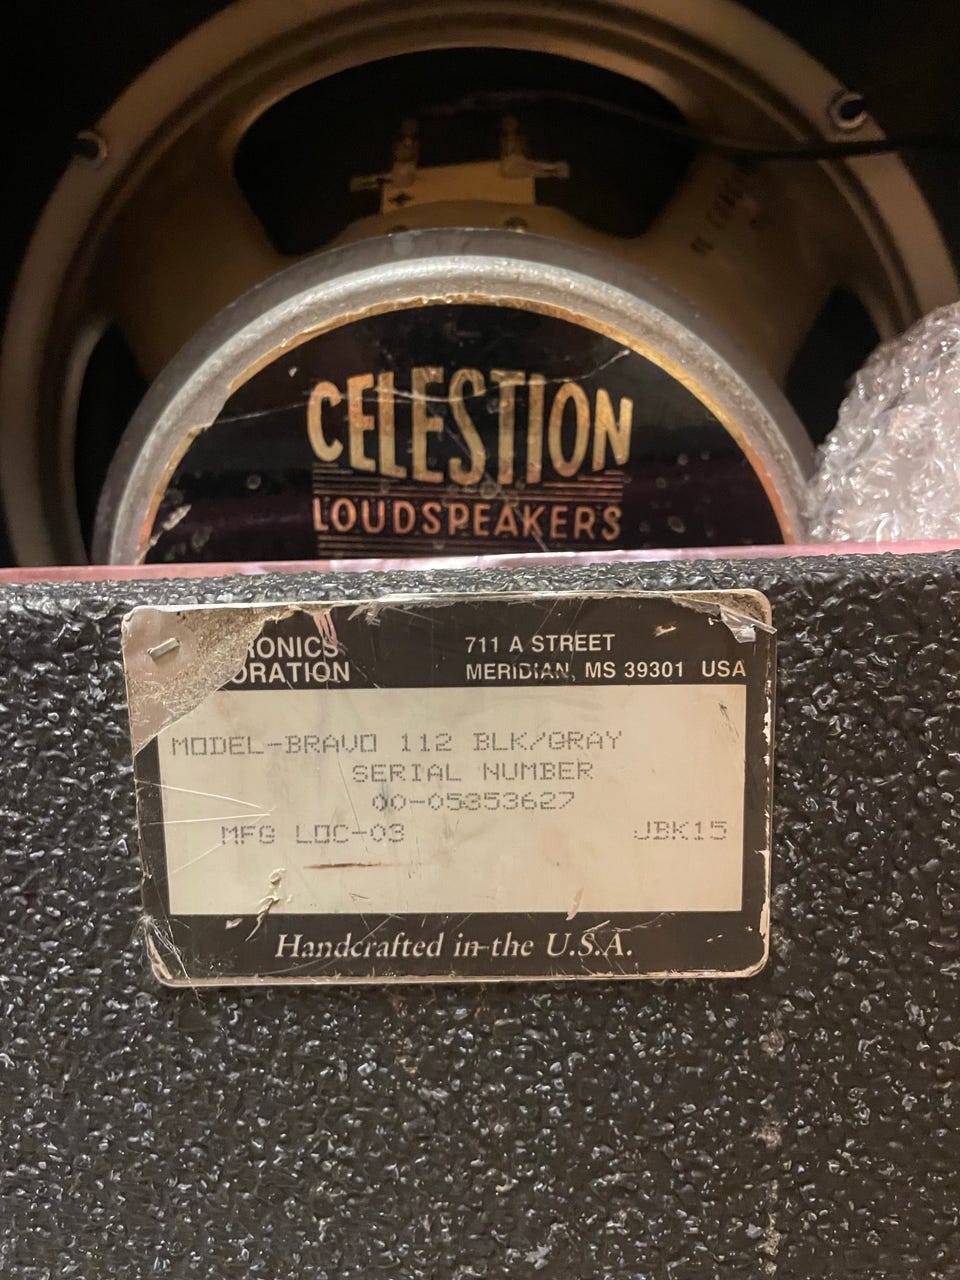 CELESTION
LOUDSPEAKERS
RONICS
ORATION
711 A STREET
MERIDIAN, MS 39301 USA
MODEL-BRAVO 112 BLK/GRAY
SERIAL NUMBER
00-05353627
MFG LOC-03 JBK15
Handcrafted in the U.S.A.